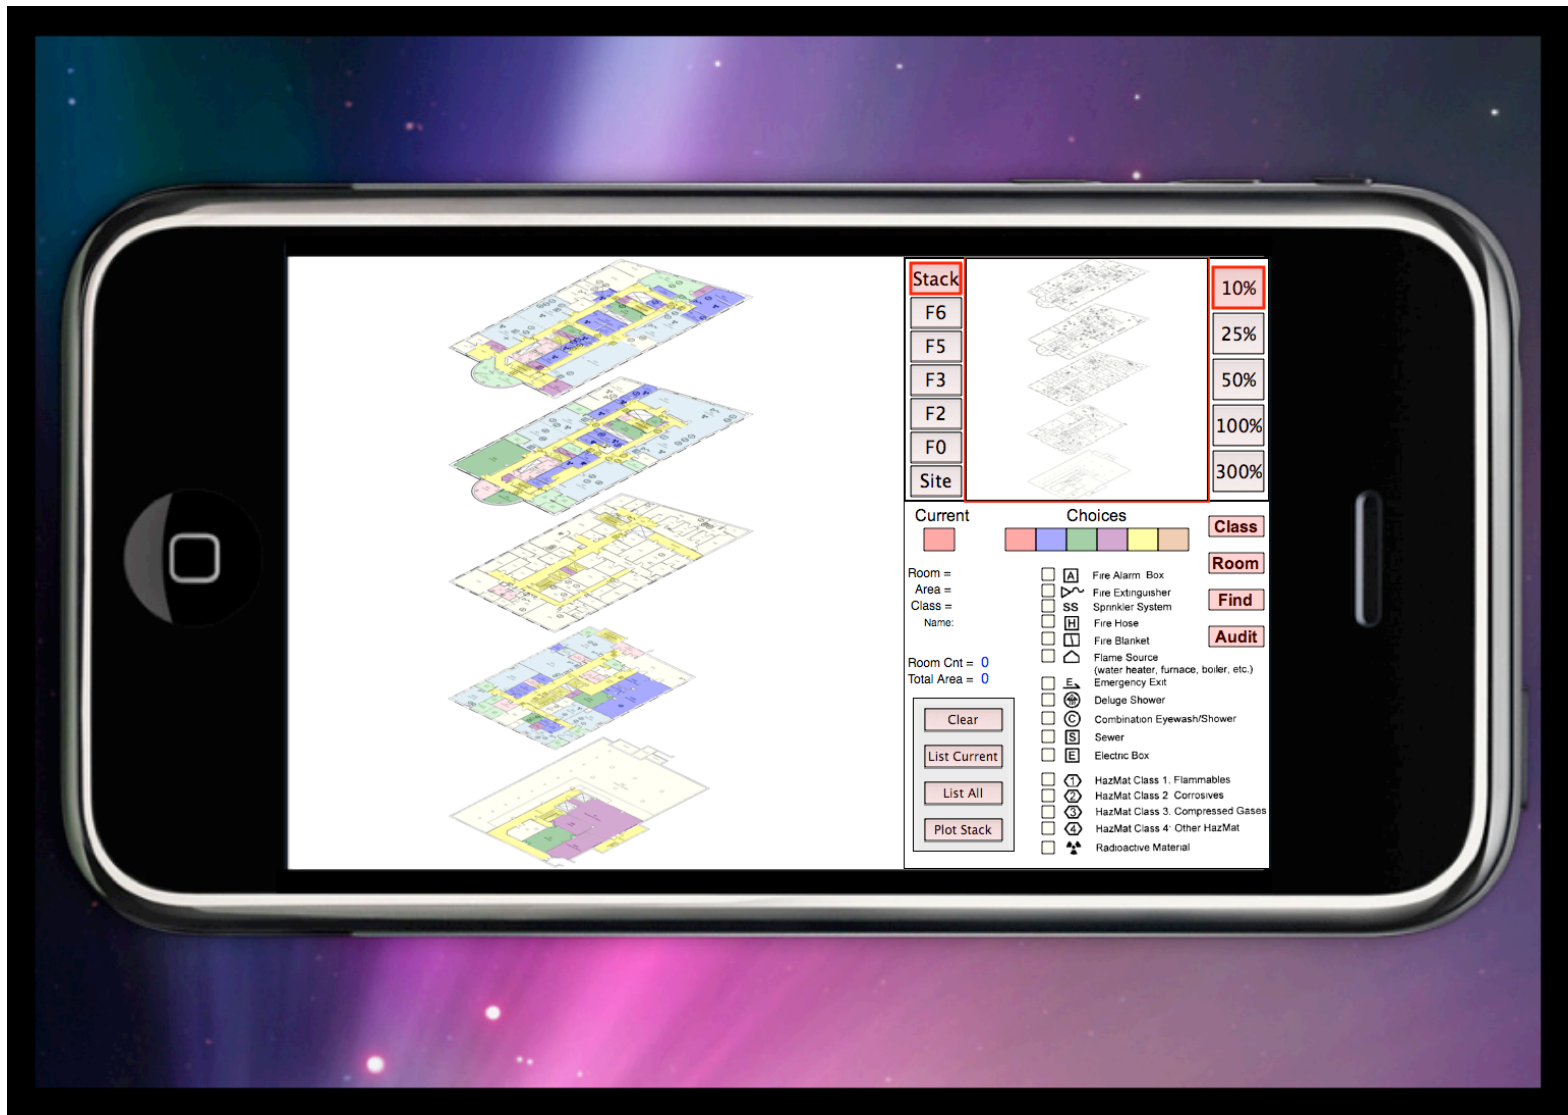 Stack
F6
F5
F3
F2
F0
Site
10%
25%
50%
100%
300%
Current
Choices
Class
Room
Find
Audit
Room =
Area =
Class =
Name:
Room Cnt = 0
Total Area = 0
Clear
List Current
List All
Plot Stack
A Fire Alarm Box
Fire Extinguisher
SS Sprinkler System
H Fire Hose
Fire Blanket
Flame Source
(water heater, furnace, boiler, etc.)
E Emergency Exit
Deluge Shower
C Combination Eyewash/Shower
S Sewer
E Electric Box
1 HazMat Class 1. Flammables
2 HazMat Class 2 Corrosives
3 HazMat Class 3. Compressed Gases
4 HazMat Class 4· Other HazMat
Radioactive Material